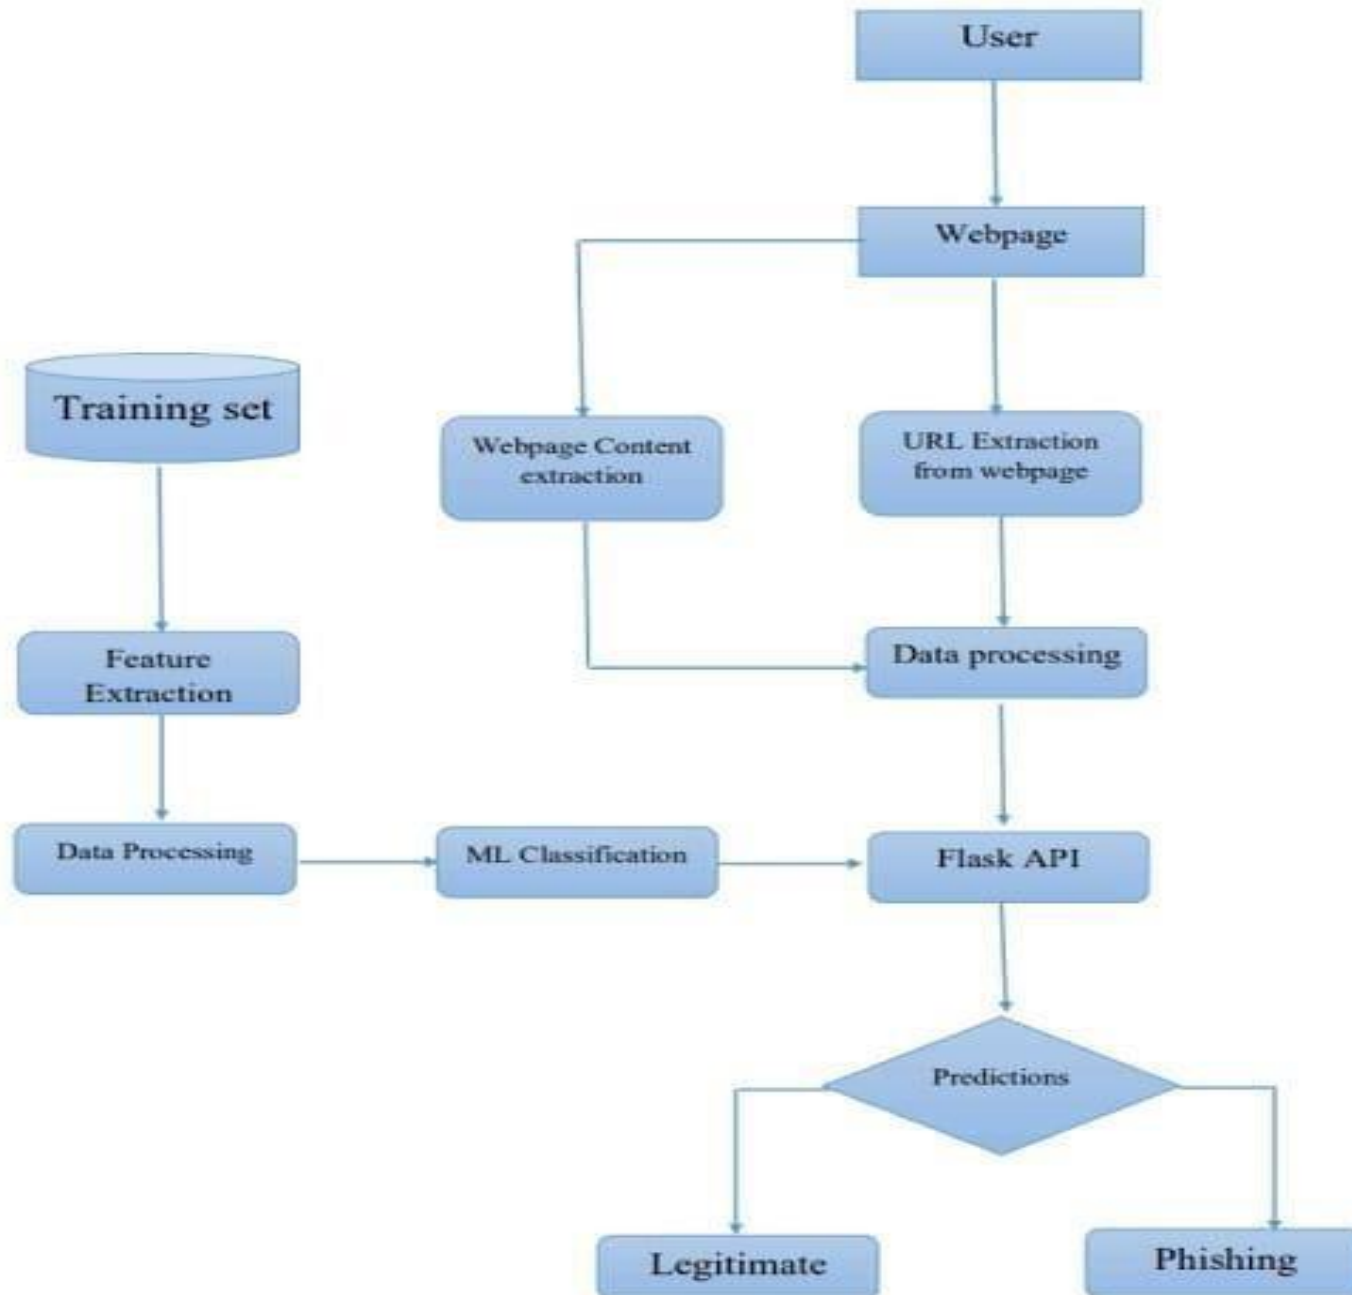 User
Webpage
Training set
Webpage Content
extraction
URL Extraction
from webpage
Feature
Extraction
Data processing
Data Processing
ML Classification
Flask API
Predictions
Legitimate
Phishing